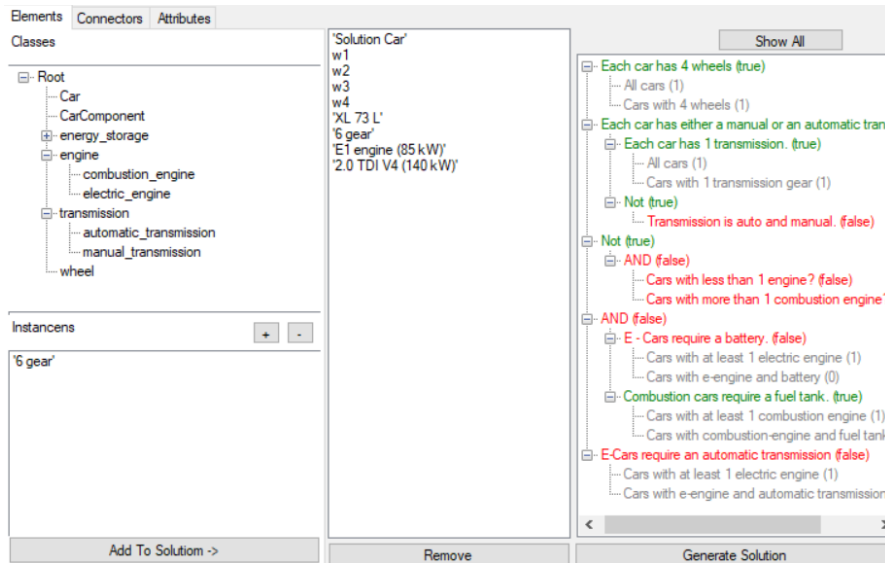 Elements Connectors Attributes
Classes
Root
Car
CarComponent
energy_storage
engine
combustion_engine
electric_engine
transmission
automatic_transmission
manual_transmission
wheel
Instancens
+ -
'6 gear'
Add To Solutiom ->
'Solution Car'
w1
w2
w3
w4
'XL 73 L'
'6 gear'
'E1 engine (85 kW)'
'2.0 TDI V4 (140 kW)'
Remove
Show All
Each car has 4 wheels (true)
All cars (1)
Cars with 4 wheels (1)
Each car has either a manual or an automatic tran
Each car has 1 transmission. (true)
All cars (1)
Cars with 1 transmission gear (1)
Not (true)
Transmission is auto and manual. (false)
Not (true)
AND (false)
Cars with less than 1 engine? (false)
Cars with more than 1 combustion engine?
AND (false)
E - Cars require a battery. (false)
Cars with at least 1 electric engine (1)
Cars with e-engine and battery (0)
Combustion cars require a fuel tank. (true)
Cars with at least 1 combustion engine (1)
Cars with combustion-engine and fuel tank
E-Cars require an automatic transmission (false)
Cars with at least 1 electric engine (1)
Cars with e-engine and automatic transmission
Generate Solution